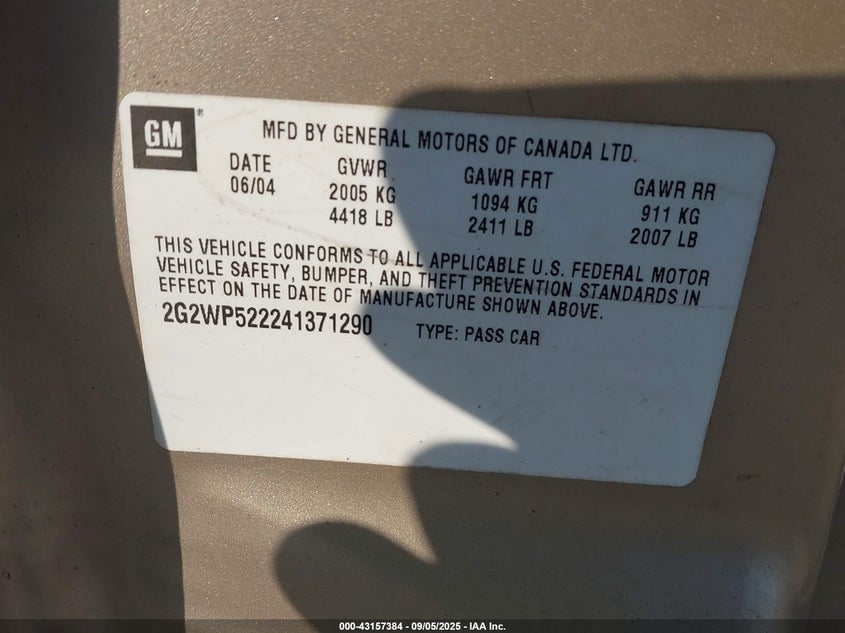 GM ®
MFD BY GENERAL MOTORS OF CANADA LTD.
DATE GVWR GAWR FRT GAWR RR
06/04 2005 KG 1094 KG 911 KG
4418 LB 2411 LB 2007 LB
THIS VEHICLE CONFORMS TO ALL APPLICABLE U.S. FEDERAL MOTOR
VEHICLE SAFETY, BUMPER, AND THEFT PREVENTION STANDARDS IN
EFFECT ON THE DATE OF MANUFACTURE SHOWN ABOVE.
2G2WP522241371290 TYPE: PASS CAR
000-43157384 - 09/05/2025 - IAA Inc.